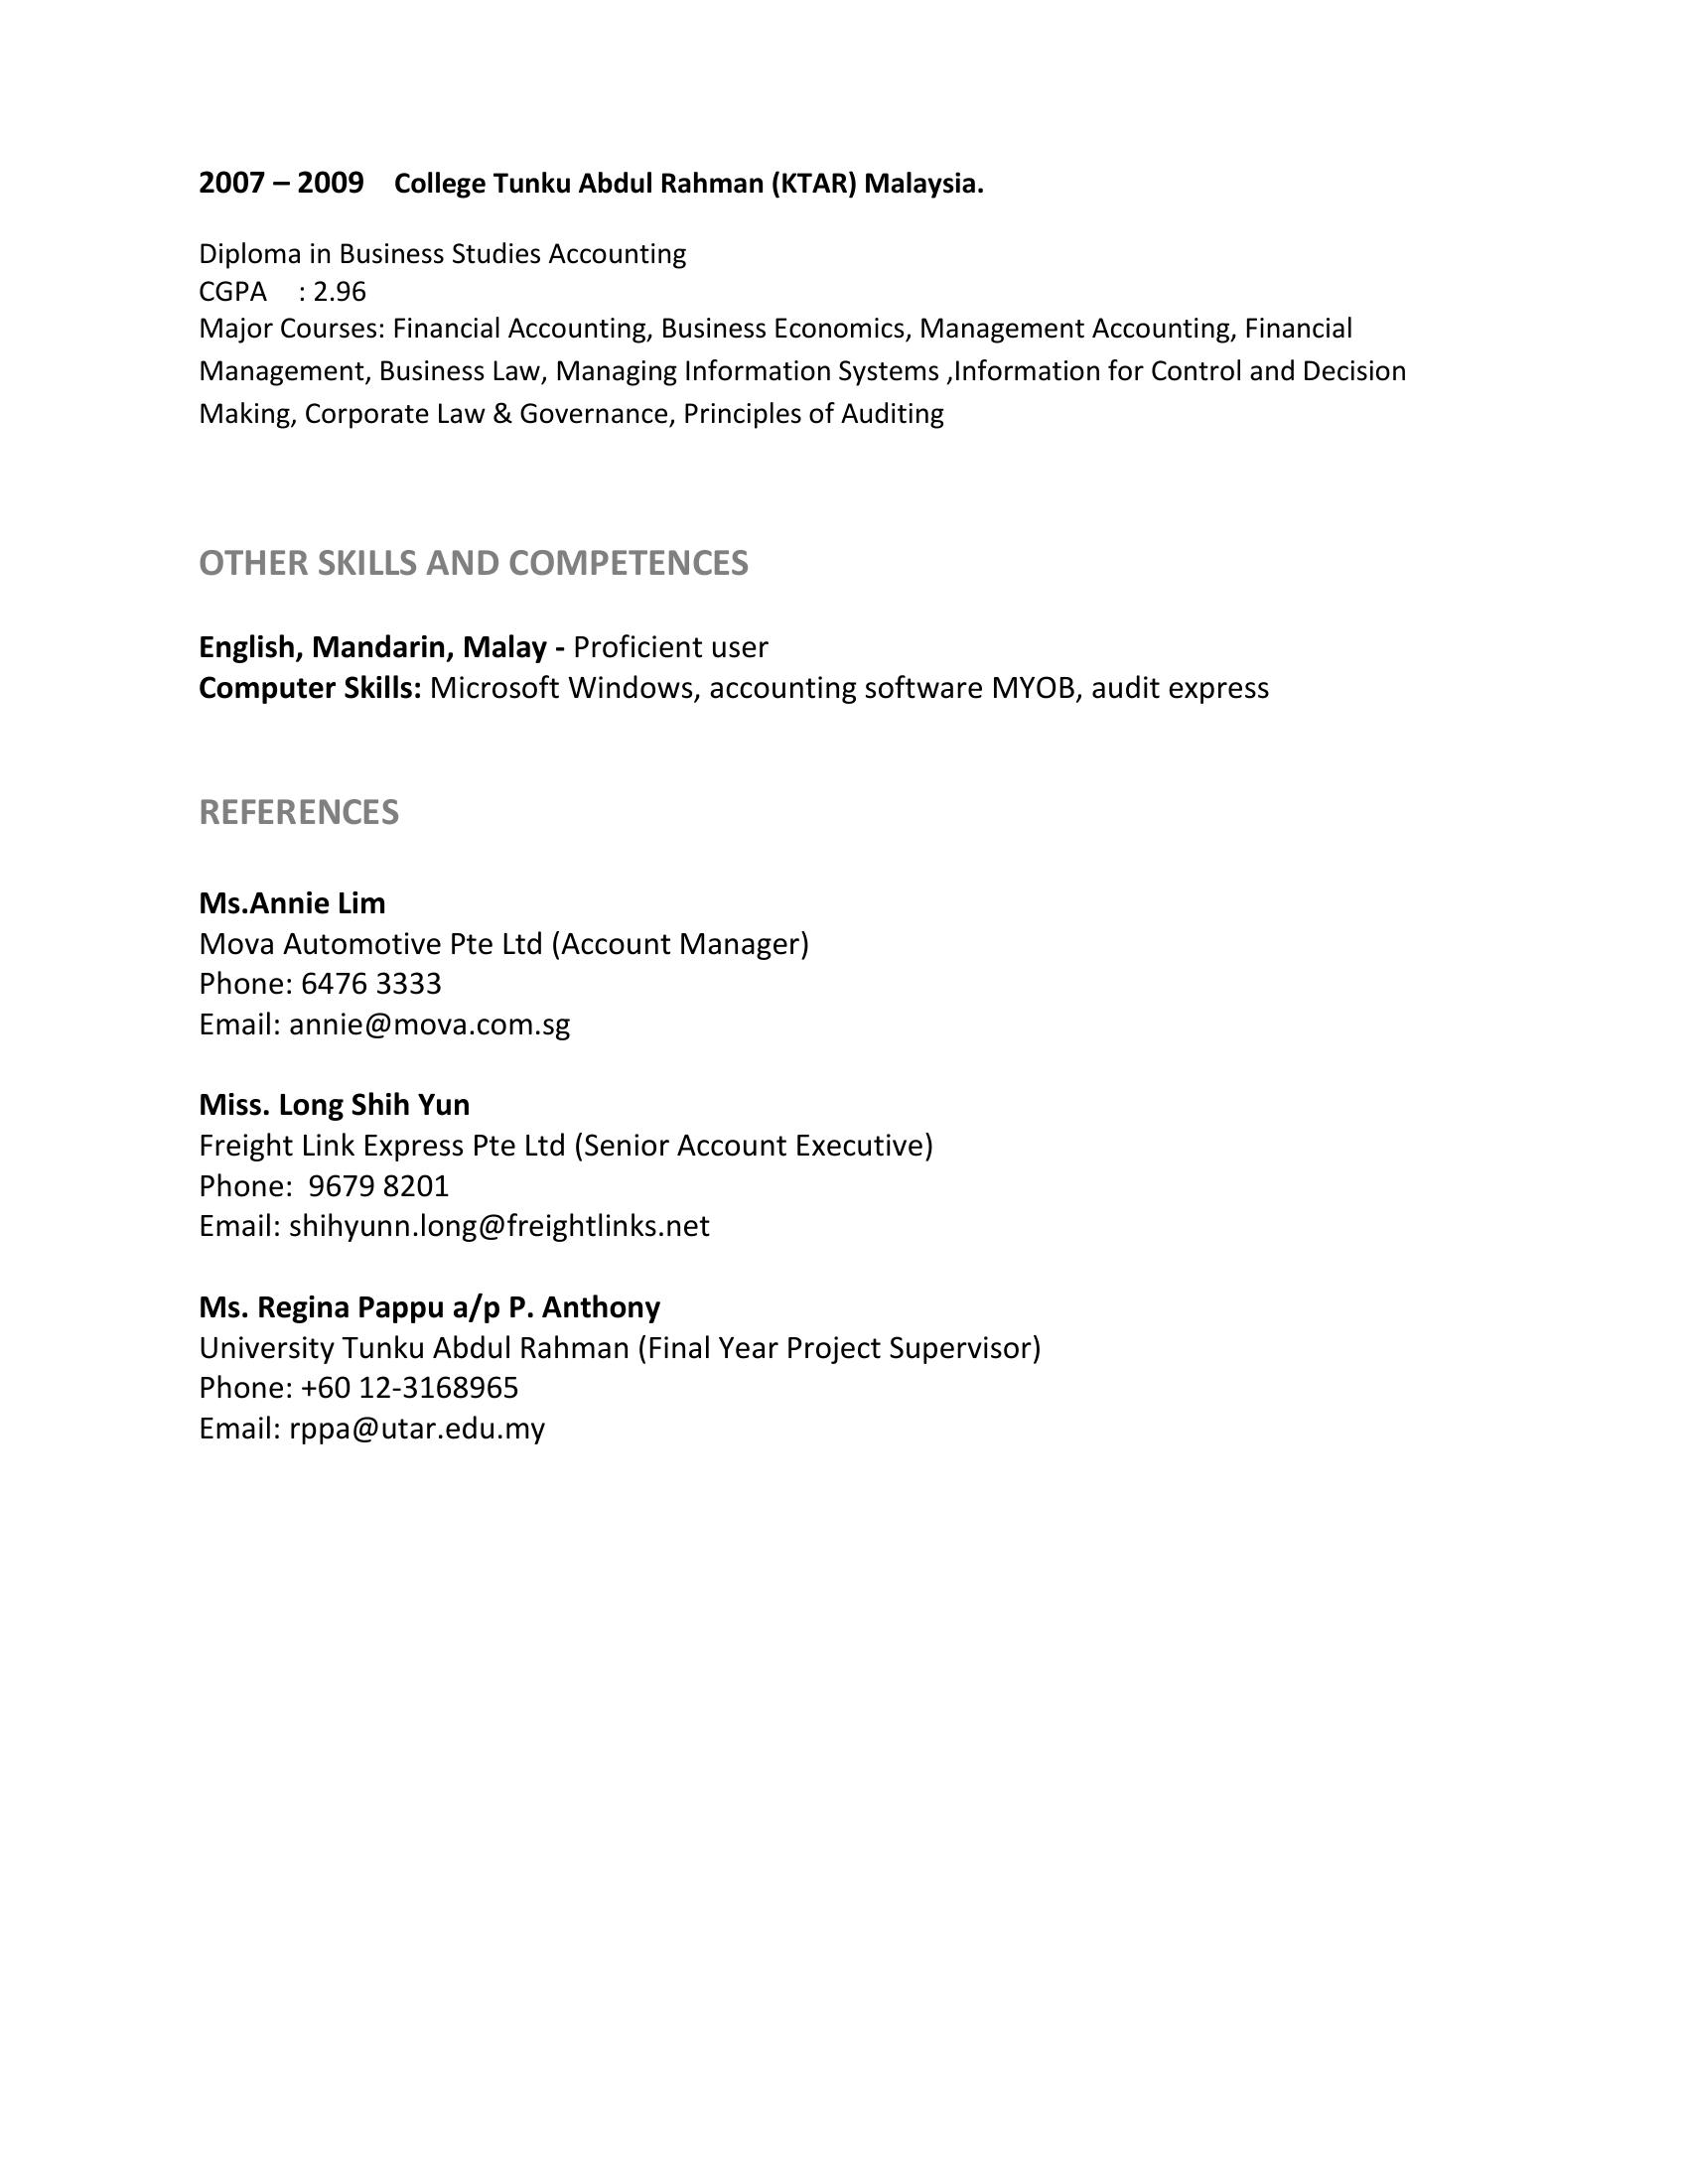 2007 – 2009 College Tunku Abdul Rahman (KTAR) Malaysia.
Diploma in Business Studies Accounting
CGPA : 2.96
Major Courses: Financial Accounting, Business Economics, Management Accounting, Financial
Management, Business Law, Managing Information Systems ,Information for Control and Decision
Making, Corporate Law & Governance, Principles of Auditing
OTHER SKILLS AND COMPETENCES
English, Mandarin, Malay - Proficient user
Computer Skills: Microsoft Windows, accounting software MYOB, audit express
REFERENCES
Ms.Annie Lim
Mova Automotive Pte Ltd (Account Manager)
Phone: 6476 3333
Email: annie@mova.com.sg
Miss. Long Shih Yun
Freight Link Express Pte Ltd (Senior Account Executive)
Phone:  9679 8201
Email: shihyunn.long@freightlinks.net
Ms. Regina Pappu a/p P. Anthony
University Tunku Abdul Rahman (Final Year Project Supervisor)
Phone: +60 12-3168965
Email: rppa@utar.edu.my